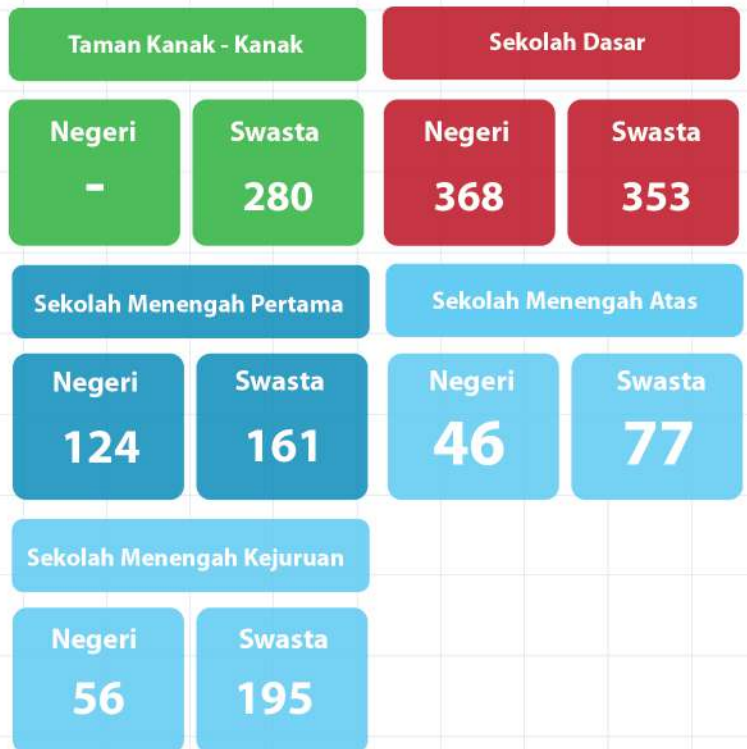 Taman Kanak - Kanak
Negeri
-
Swasta
280
Sekolah Dasar
Negeri
368
Swasta
353
Sekolah Menengah Pertama
Negeri
124
Swasta
161
Sekolah Menengah Atas
Negeri
46
Swasta
77
Sekolah Menengah Kejuruan
Negeri
56
Swasta
195